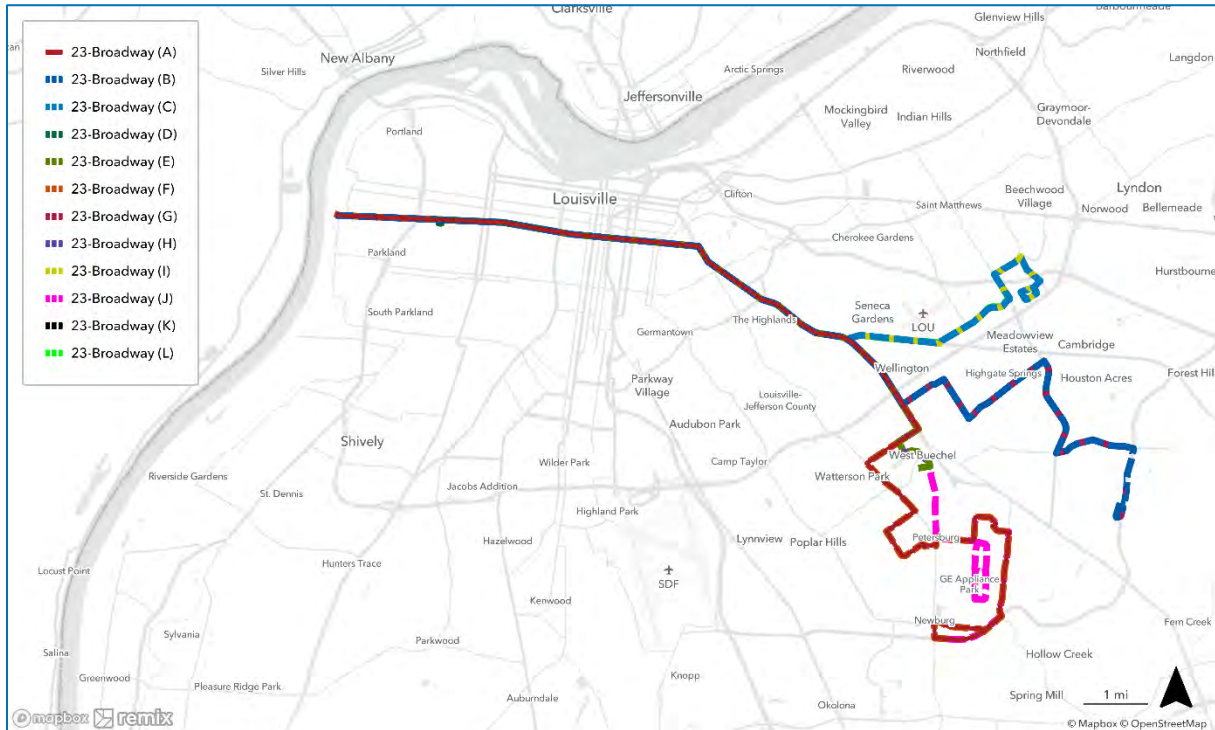 Clarksville
Glenview Hills
23-Broadway (A)
23-Broadway (B)
23-Broadway (C)
23-Broadway (D)
23-Broadway (E)
23-Broadway (F)
23-Broadway (G)
23-Broadway (H)
23-Broadway (I)
23-Broadway (J)
23-Broadway (K)
23-Broadway (L)
New Albany
Silver Hills
Northfield
Langdon
Arctic Springs
Riverwood
Jeffersonville
Mockingbird
Valley
Indian Hills
Graymoor-
Devondale
Portland
Louisville
Clifton
Beechwood
Village
Lyndon
Saint Matthews
Norwood
Bellemeade
Parkland
Cherokee Gardens
Hurstbourne
South Parkland
Germantown
The Highlands
Seneca
Gardens
LOU
Meadowview
Estates
Cambridge
Wellington
Highgate Springs
Houston Acres
Forest Hil
Parkway
Village
Louisville-
Jefferson County
Audubon Park
Shively
Wilder Park
Camp Taylor
West Buechel
Watterson Park
Riverside Gardens
St. Dennis
Jacobs Addition
Highland Park
Hazelwood
Lynnview
Poplar Hills
Petersburg
Locust Point
Hunters Trace
SDF
GE Appliance
Park
Kenwood
Newburg
Fern Creek
Sylvania
Parkwood
Salina
Hollow Creek
Greenwood
Pleasure Ridge Park
Knopp
Auburndale
Okolona
Spring Mill
1 mi
mapbox remix
© Mapbox © OpenStreetMap